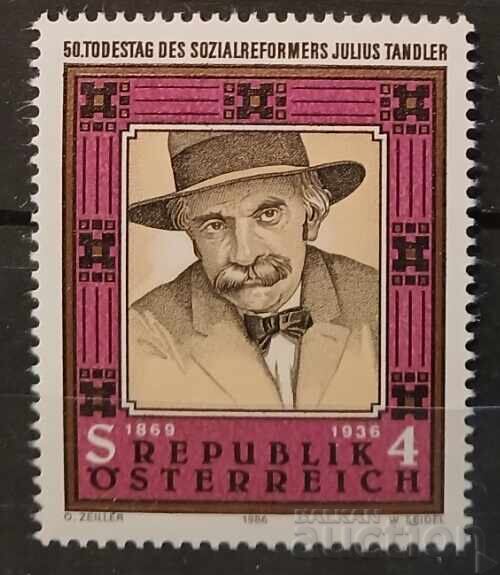 50. TODESTAG DES SOZIALREFORMERS JULIUS TANDLER
1869 1936
S REPUBLIK 4
ÖSTERREICH
O. ZEILLER 1986 W. SEIDEL
BALKAN
auction